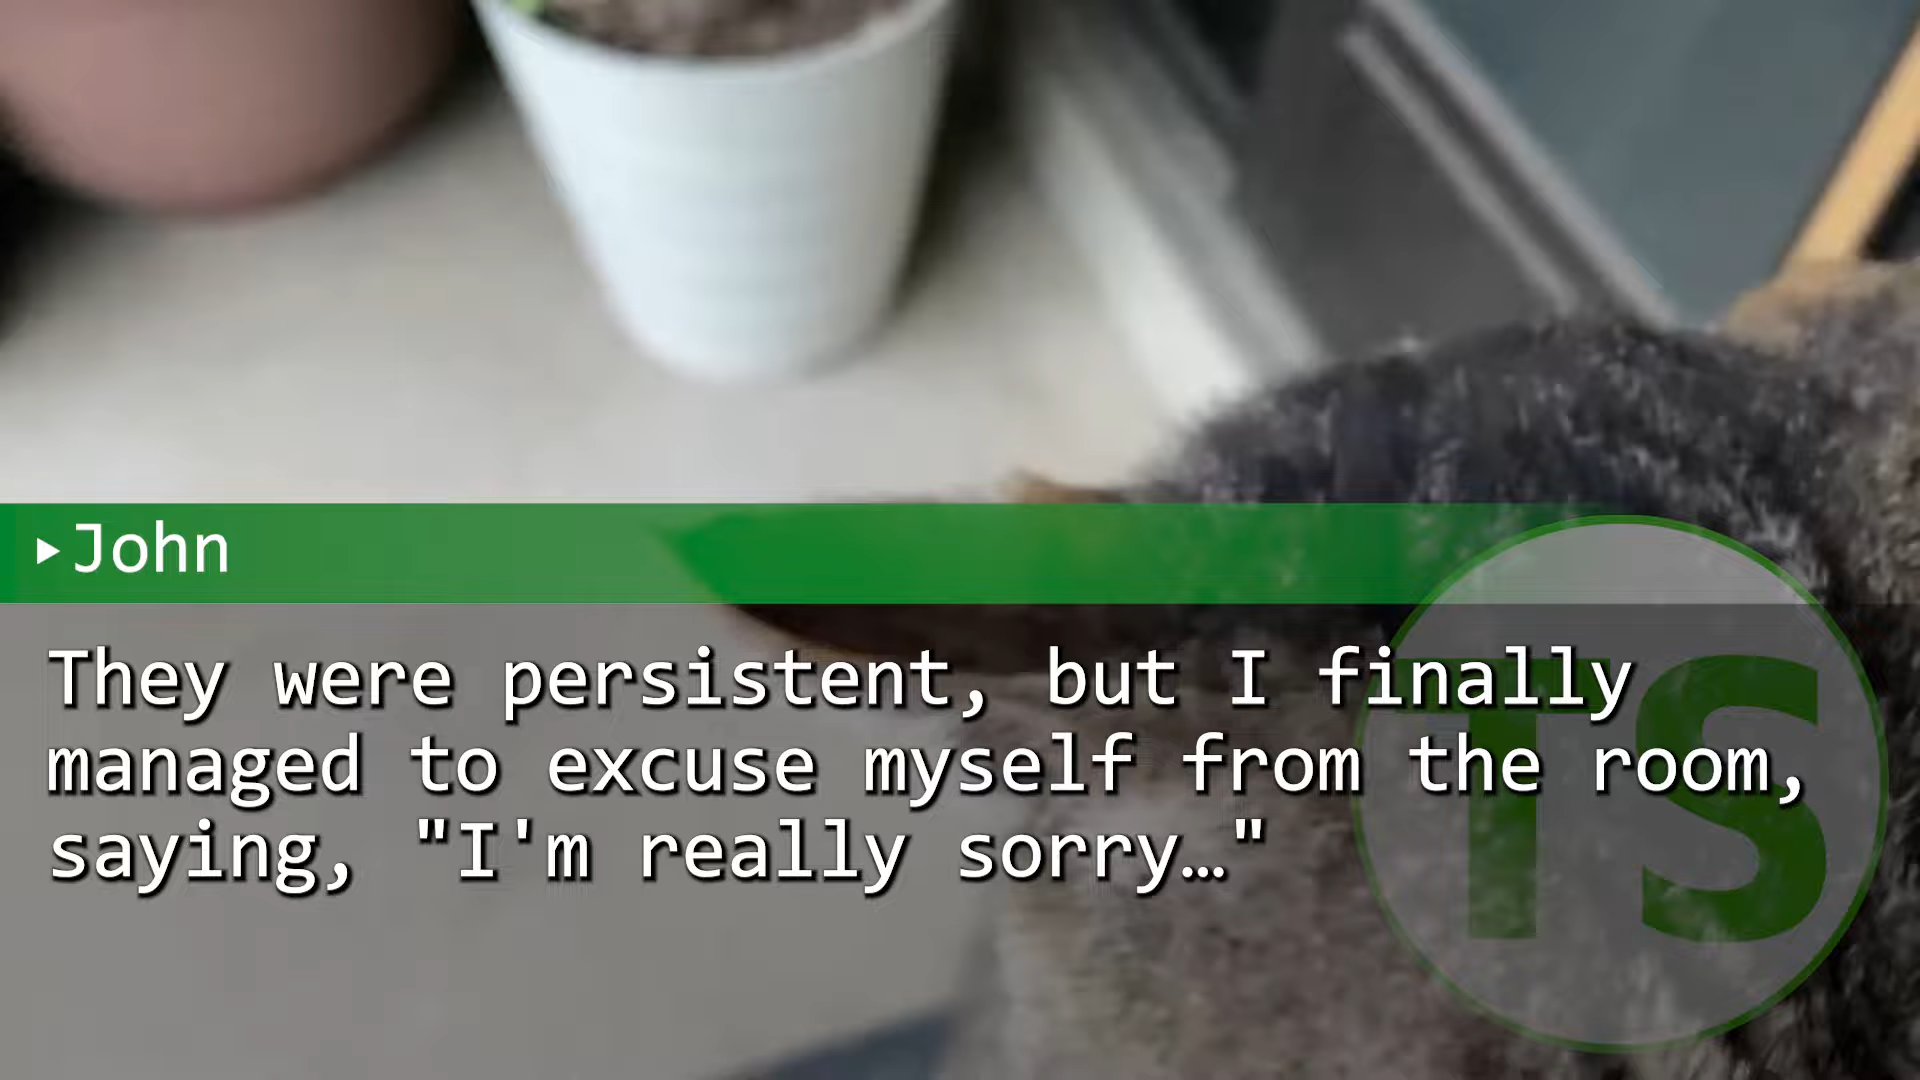 ▶John
They were persistent, but I finally
managed to excuse myself from the room,
saying, "I'm really sorry…"
TS